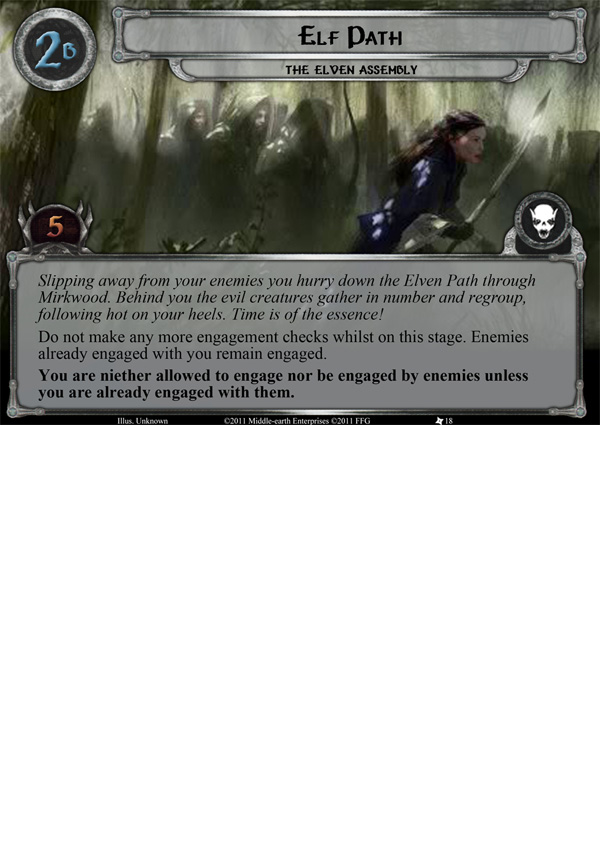 2B
ELF PATH
THE ELVEN ASSEMBLY
5
Slipping away from your enemies you hurry down the Elven Path through
Mirkwood. Behind you the evil creatures gather in number and regroup,
following hot on your heels. Time is of the essence!
Do not make any more engagement checks whilst on this stage. Enemies
already engaged with you remain engaged.
You are niether allowed to engage nor be engaged by enemies unless
you are already engaged with them.
Illus. Unknown ©2011 Middle-earth Enterprises ©2011 FFG 18